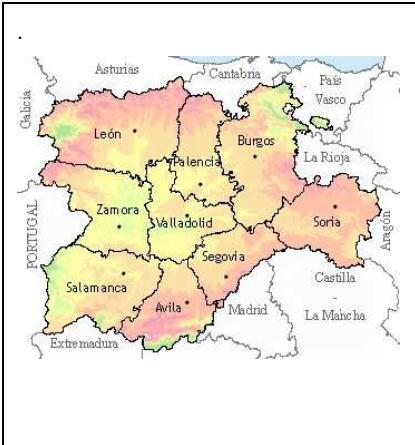 .
Asturias
Cantabria
País
Vasco
Galicia
León
Palencia
Burgos
La Rioja
Zamora
Valladolid
Soria
Aragón
PORTUGAL
Segovia
Salamanca
Avila
Madrid
Castilla
La Mancha
Extremadura